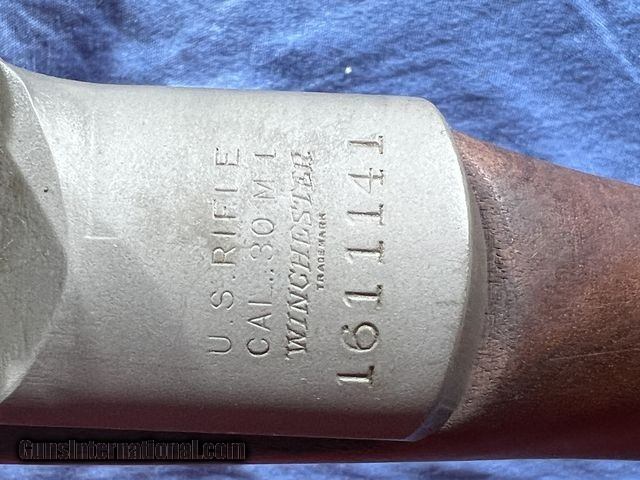 U.S. RIFLE
CAL. .30 M1
WINCHESTER
TRADEMARK
1611141
GunsInternational.com